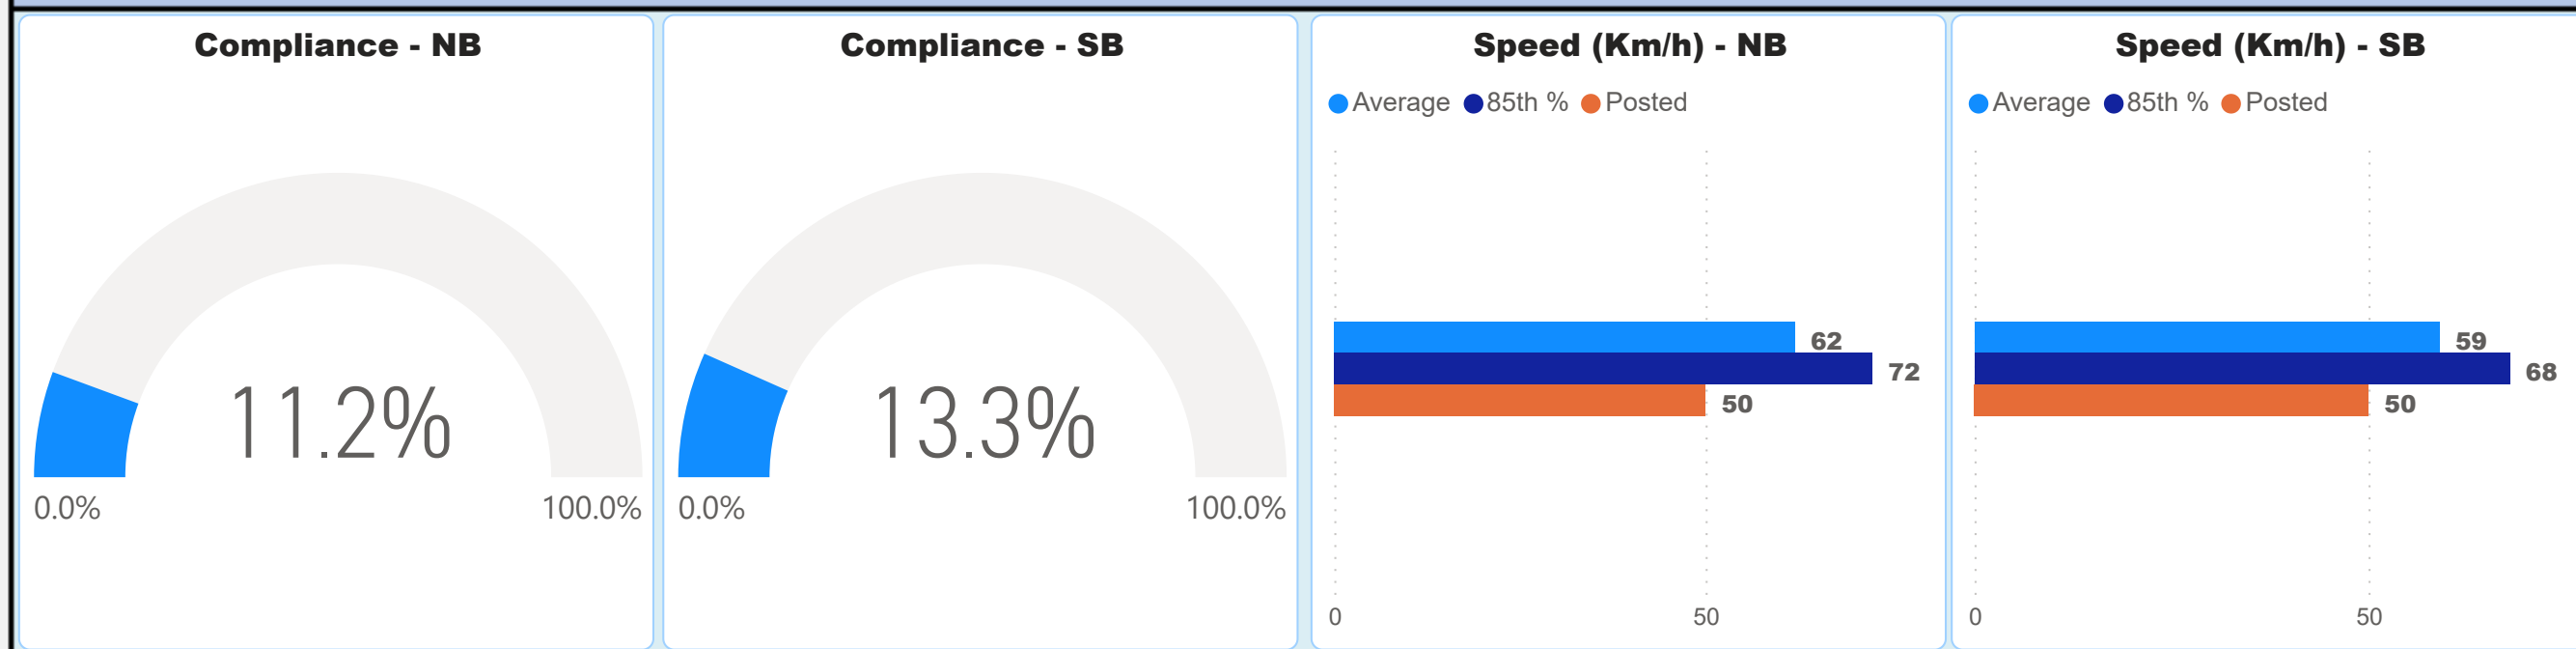 Compliance - NB
11.2%
0.0%
100.0%
Compliance - SB
13.3%
0.0%
100.0%
Speed (Km/h) - NB
Average 85th % Posted
62
72
50
0
50
Speed (Km/h) - SB
Average 85th % Posted
59
68
50
0
50